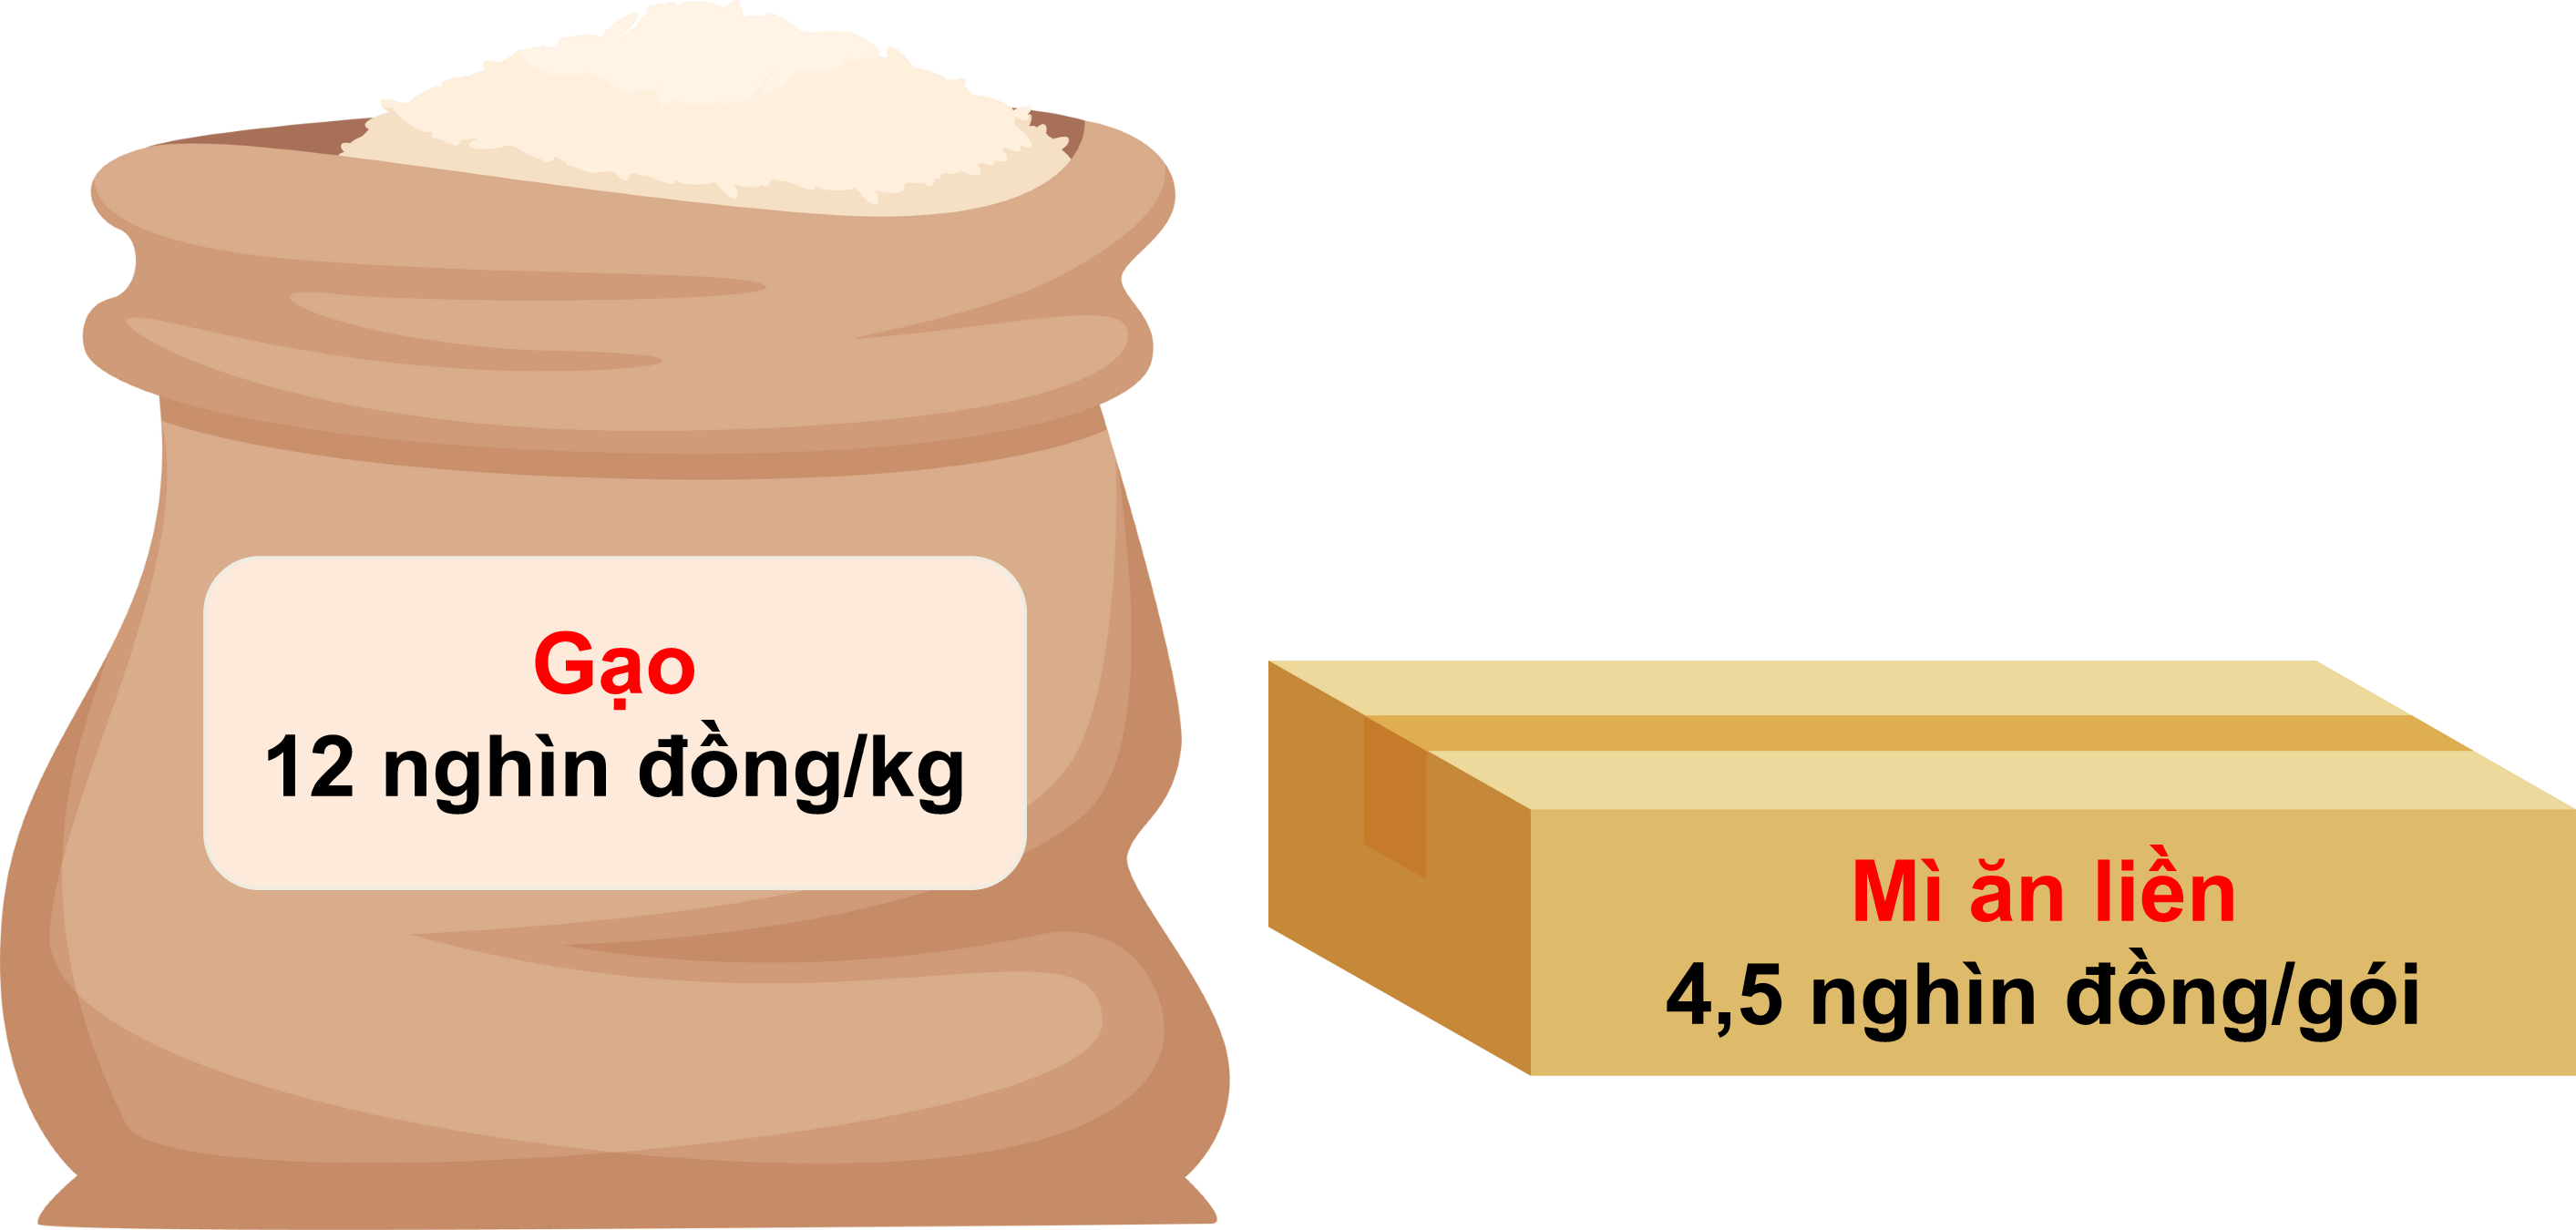 Gạo
12 nghìn đồng/kg
Mì ăn liền
4,5 nghìn đồng/gói